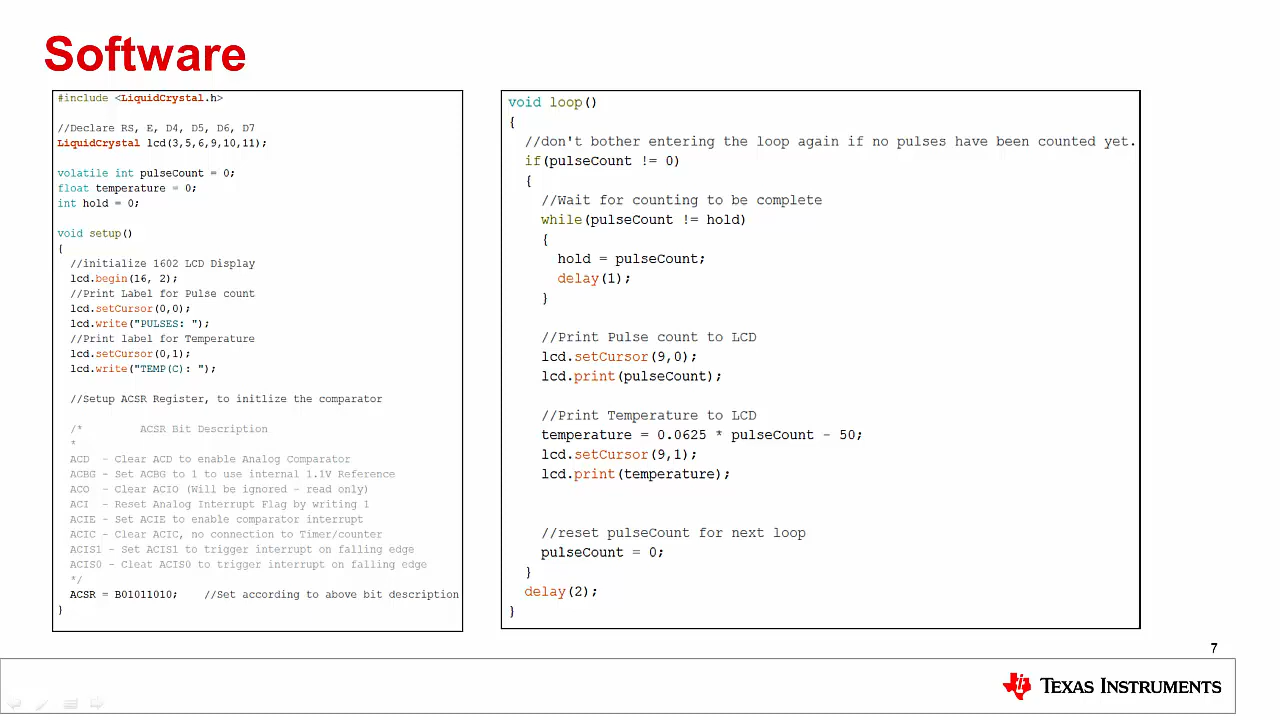 Software
#include <LiquidCrystal.h>
//Declare RS, E, D4, D5, D6, D7
LiquidCrystal lcd(3,5,6,9,10,11);
volatile int pulseCount = 0;
float temperature = 0;
int hold = 0;
void setup()
{
//initialize 1602 LCD Display
lcd.begin(16, 2);
//Print Label for Pulse count
lcd.setCursor(0,0);
lcd.write("PULSES: ");
//Print label for Temperature
lcd.setCursor(0,1);
lcd.write("TEMP(C): ");
//Setup ACSR Register, to initlize the comparator
/* ACSR Bit Description
*
ACD - Clear ACD to enable Analog Comparator
ACBG - Set ACBG to 1 to use internal 1.1V Reference
ACO - Clear ACIO (Will be ignored - read only)
ACI - Reset Analog Interrupt Flag by writing 1
ACIE - Set ACIE to enable comparator interrupt
ACIC - Clear ACIC, no connection to Timer/counter
ACIS1 - Set ACIS1 to trigger interrupt on falling edge
ACIS0 - Cleat ACIS0 to trigger interrupt on falling edge
*/
ACSR = B01011010; //Set according to above bit description
}
void loop()
{
//don't bother entering the loop again if no pulses have been counted yet.
if(pulseCount != 0)
{
//Wait for counting to be complete
while(pulseCount != hold)
{
hold = pulseCount;
delay(1);
}
//Print Pulse count to LCD
lcd.setCursor(9,0);
lcd.print(pulseCount);
//Print Temperature to LCD
temperature = 0.0625 * pulseCount - 50;
lcd.setCursor(9,1);
lcd.print(temperature);
//reset pulseCount for next loop
pulseCount = 0;
}
delay(2);
}
7
TEXAS INSTRUMENTS